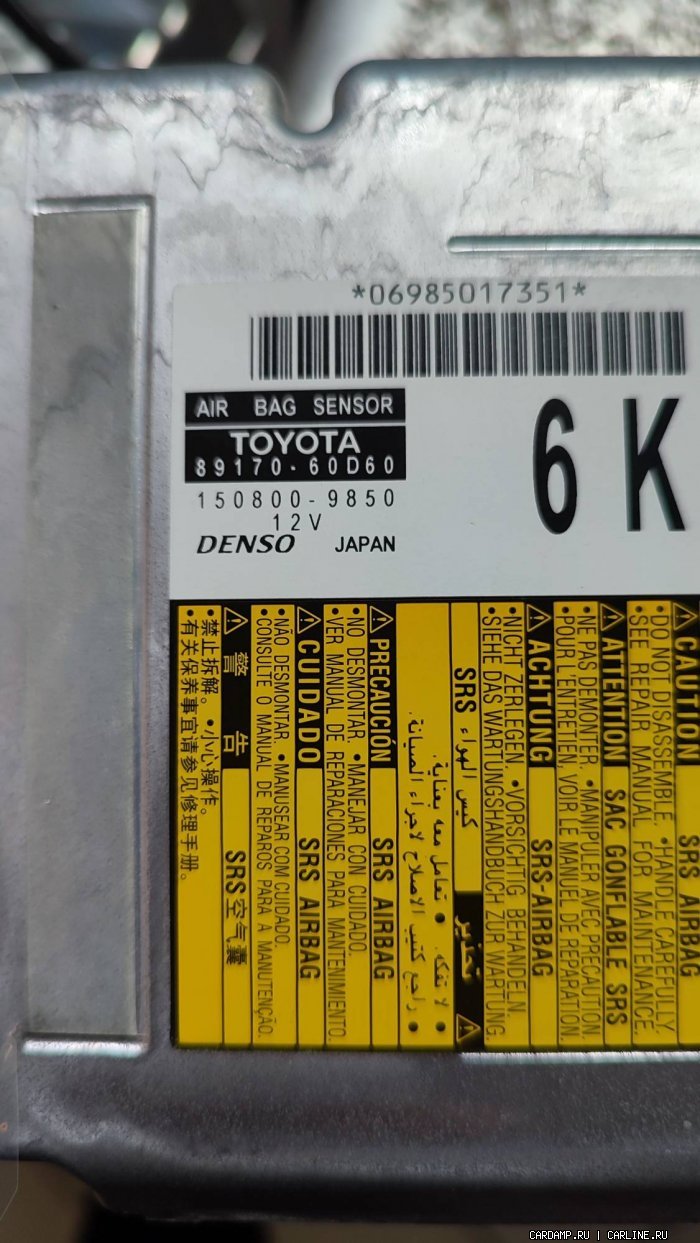 *06985017351*
AIR BAG SENSOR
TOYOTA
89170-60D60
6K
150800-9850
12V
DENSO JAPAN
⚠CAUTION SRS AIRBAG
•DO NOT DISASSEMBLE. •HANDLE CAREFULLY.
•SEE REPAIR MANUAL FOR MAINTENANCE.
⚠ATTENTION SAC GONFLABLE SRS
•NE PAS DEMONTER. •MANIPULER AVEC PRECAUTION.
•POUR L'ENTRETIEN, VOIR LE MANUEL DE REPARATION.
⚠ACHTUNG SRS-AIRBAG
•NICHT ZERLEGEN. •VORSICHTIG BEHANDELN.
•SIEHE DAS WARTUNGSHANDBUCH ZUR WARTUNG.
⚠ تحذير كيس الهواء SRS
• لا تفكه. • تعامل معه بعناية.
• راجع كتيب الاصلاح لاجراء الصيانة.
⚠PRECAUCIÓN SRS AIRBAG
•NO DESMONTAR. •MANEJAR CON CUIDADO.
VER MANUAL DE REPARACIONES PARA MANTENIMIENTO.
⚠CUIDADO SRS AIRBAG
•NÃO DESMONTAR. •MANUSEAR COM CUIDADO.
•CONSULTE O MANUAL DE REPAROS PARA A MANUTENÇÃO.
⚠警告 SRS空气囊
•禁止拆解。•小心操作。
•有关保养事宜请参见修理手册。
CARDAMP.RU | CARLINE.RU